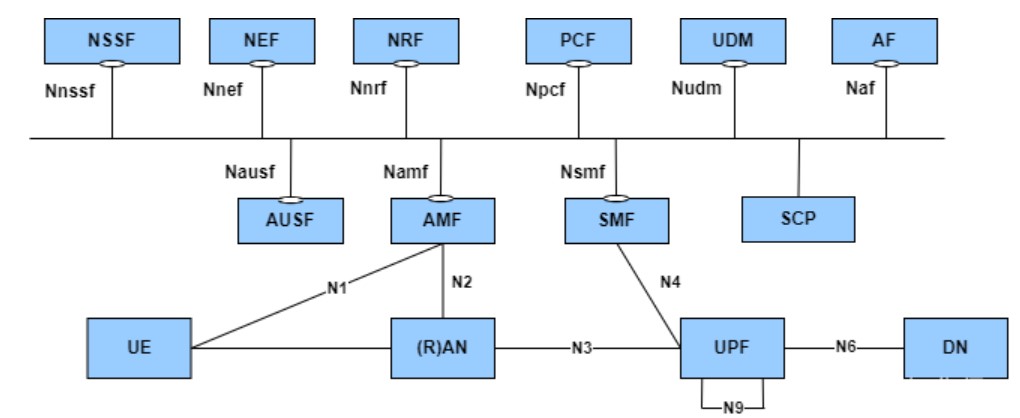 NSSF NEF NRF PCF UDM AF
Nnssf Nnef Nnrf Npcf Nudm Naf
Nausf Namf Nsmf
AUSF AMF SMF SCP
N1 N2 N4
UE (R)AN N3 UPF N6 DN
N9